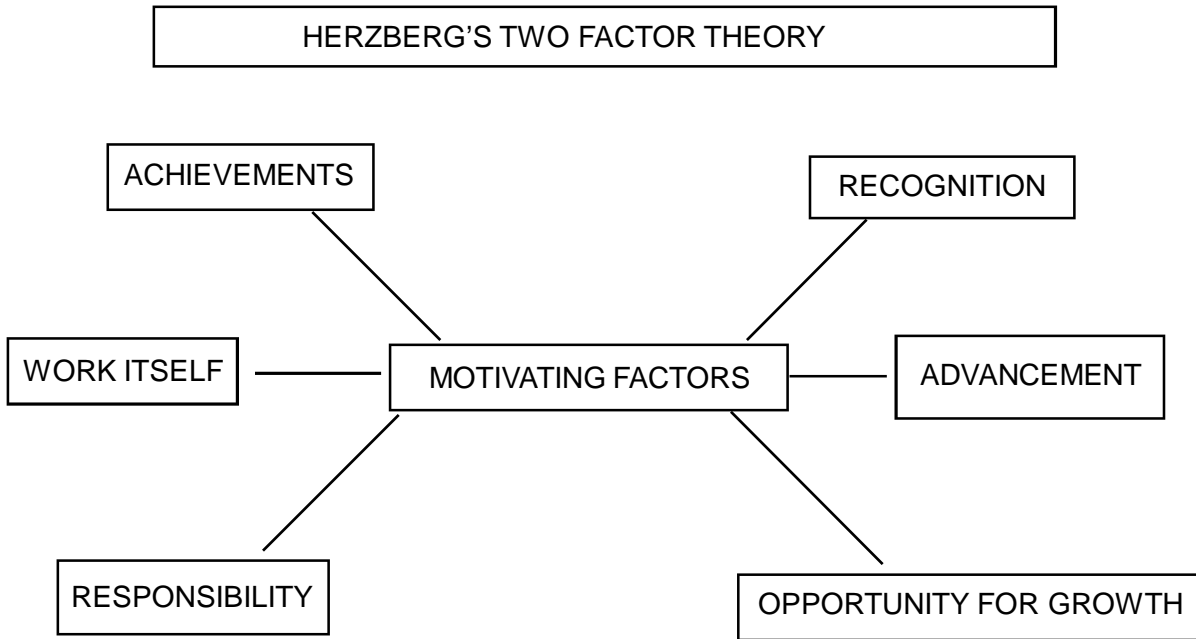 HERZBERG’S TWO FACTOR THEORY
ACHIEVEMENTS
RECOGNITION
WORK ITSELF
MOTIVATING FACTORS
ADVANCEMENT
RESPONSIBILITY
OPPORTUNITY FOR GROWTH